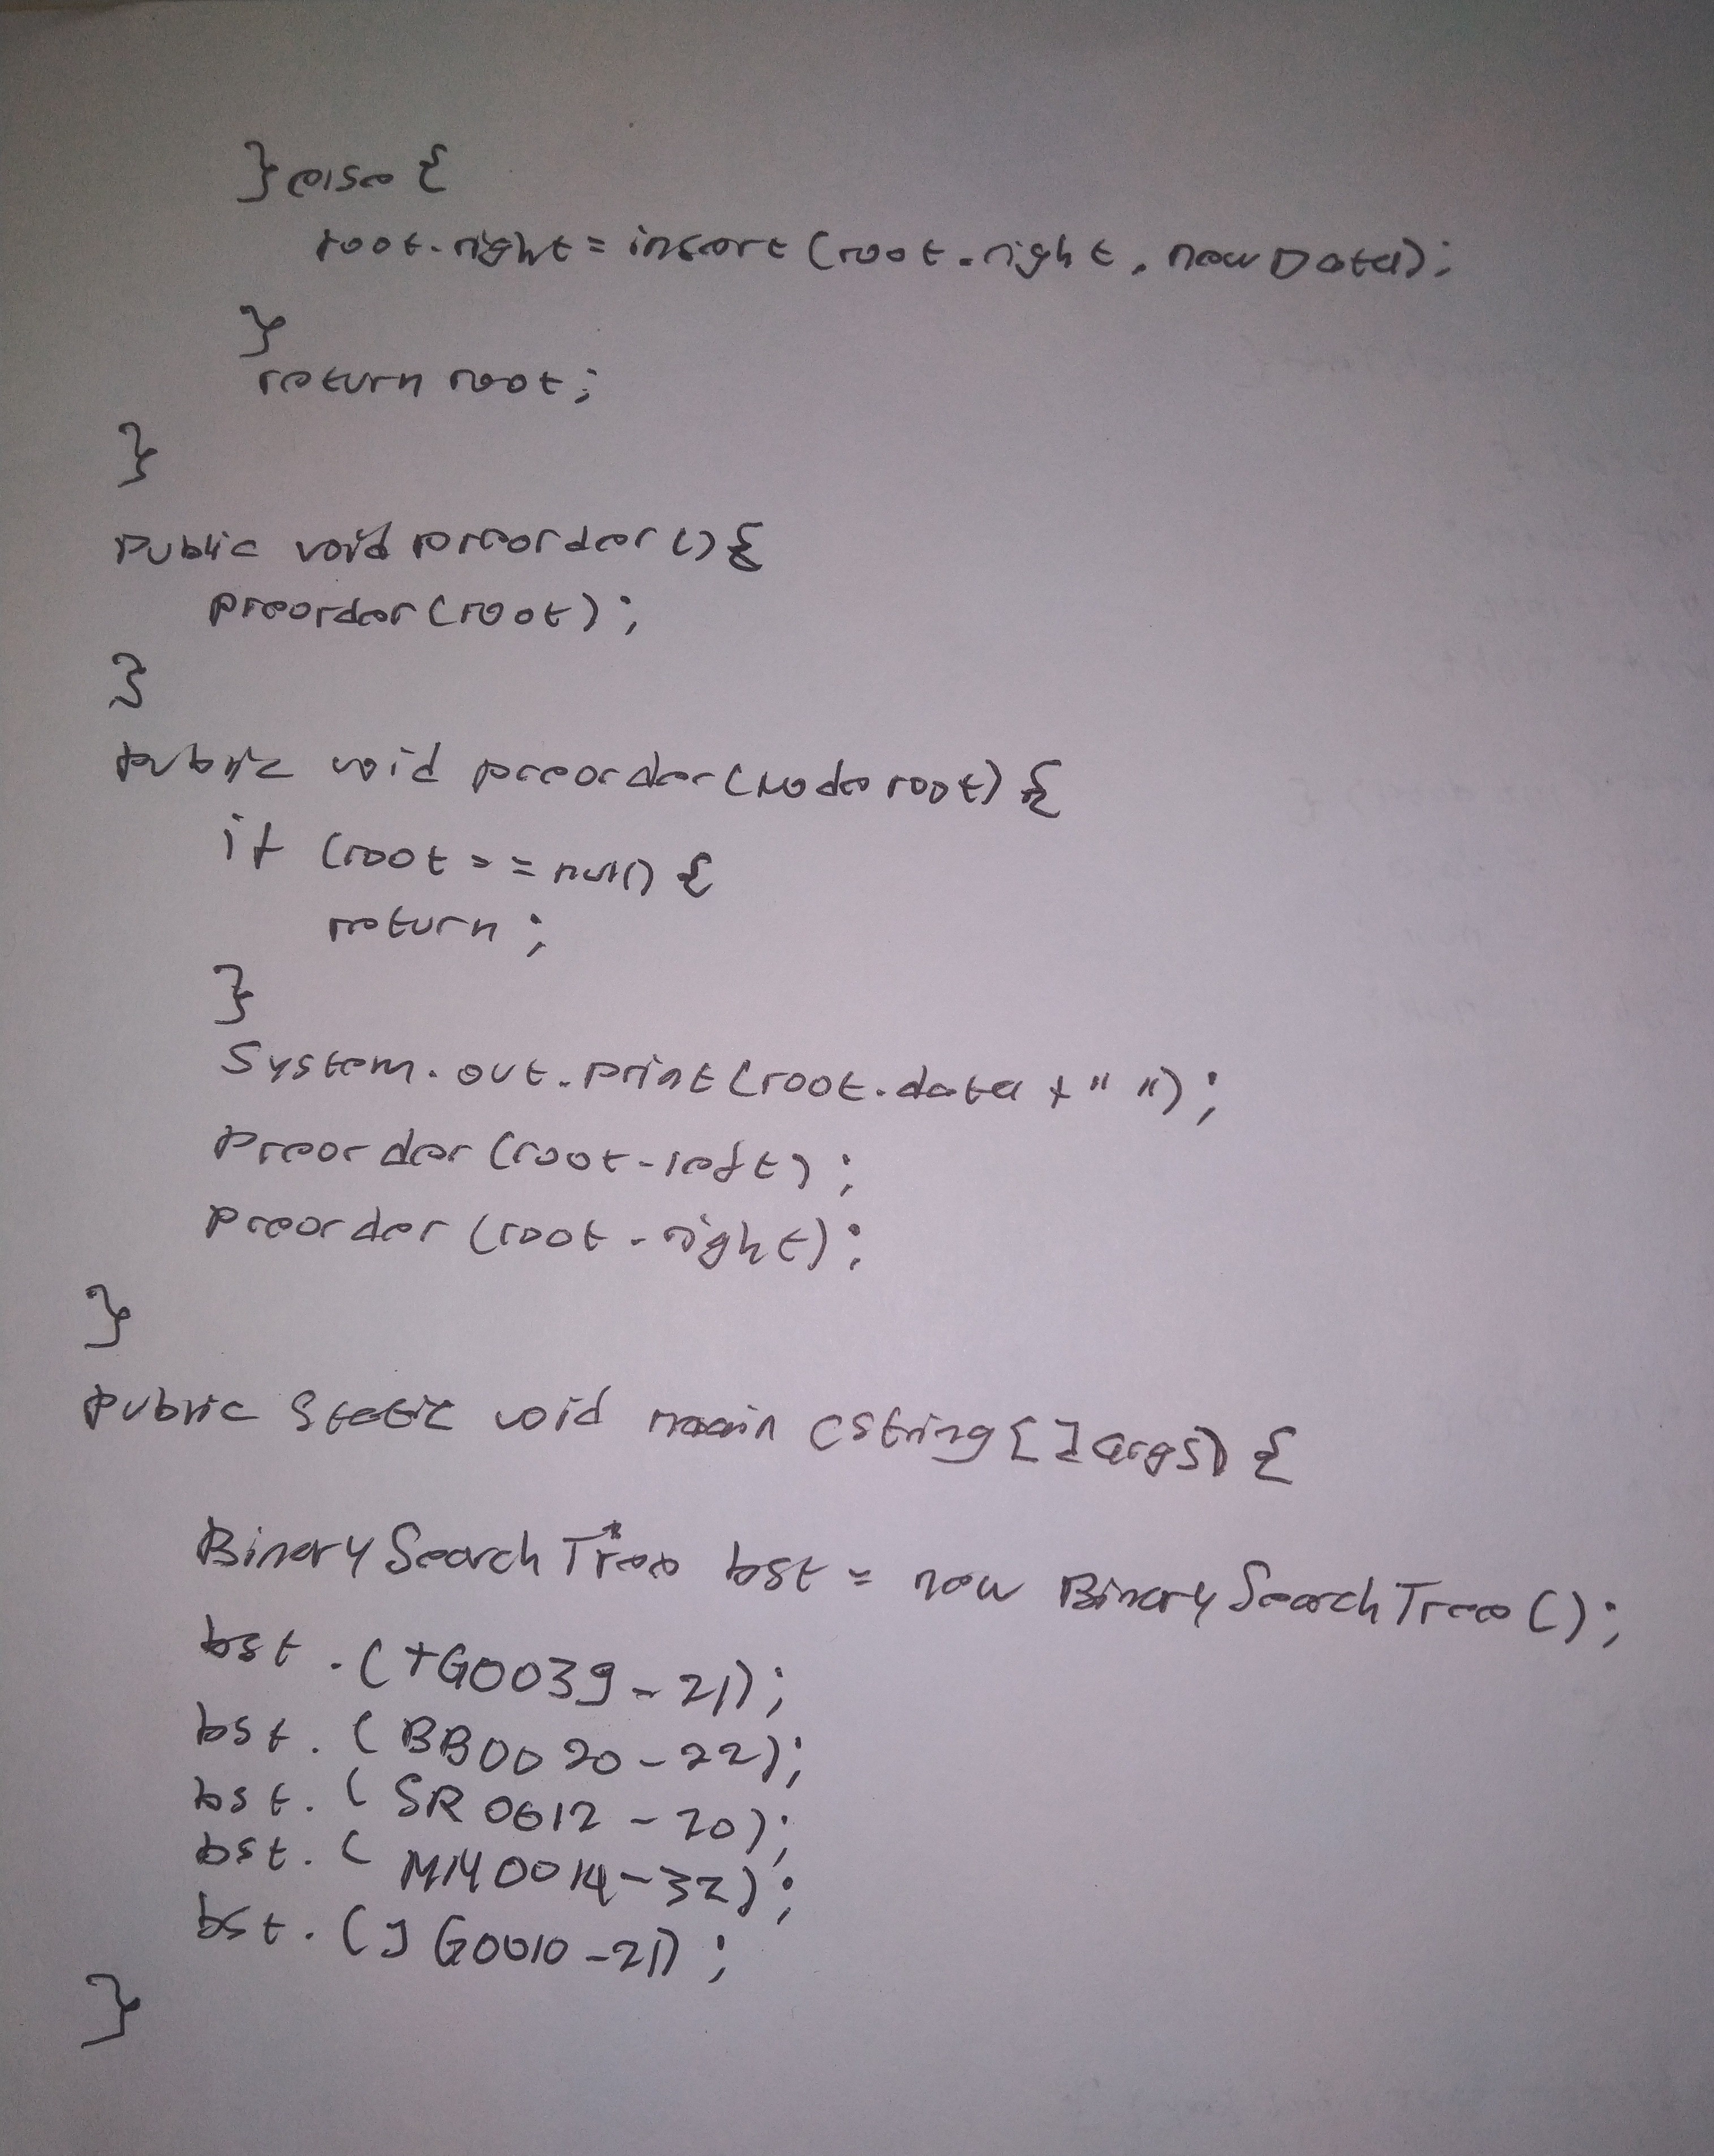 }else{
root.right = insert(root.right, newData);
}
return root;
}
public void preorder(){
preorder(root);
}
public void preorder(Node root){
if (root == null){
return;
}
System.out.print(root.data + " ");
Preorder(root.left);
preorder(root.right);
}
public static void main (String[] args){
BinarySearchTree bst = new BinarySearchTree();
bst.(TG0039-21);
bst.(BB0020-22);
bst.(SR0612-20);
bst.(
bst.(JG0010-21);
}